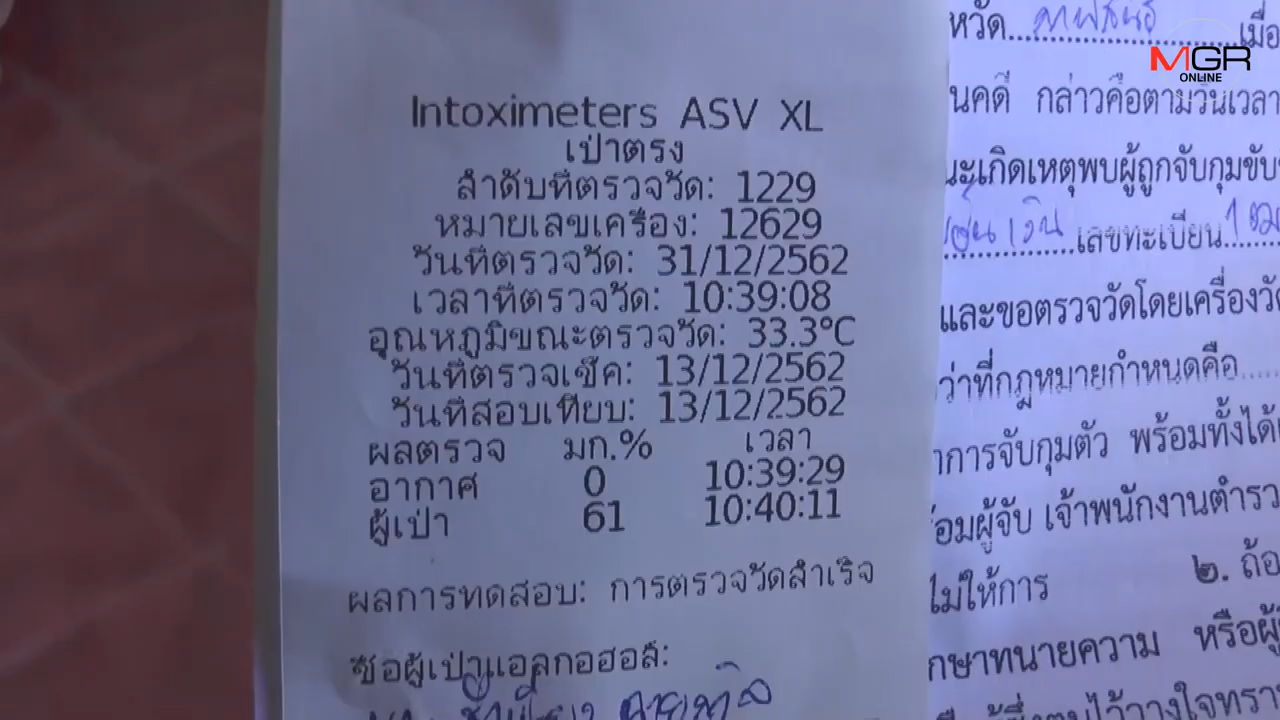 Intoximeters ASV XL
เป่าตรง
ลำดับที่ตรวจวัด: 1229
หมายเลขเครื่อง: 12629
วันที่ตรวจวัด: 31/12/2562
เวลาที่ตรวจวัด: 10:39:08
อุณหภูมิขณะตรวจวัด: 33.3°C
วันที่ตรวจเช็ค: 13/12/2562
วันที่สอบเทียบ: 13/12/2562
ผลตรวจ มก.% เวลา
อากาศ 0 10:39:29
ผู้เป่า 61 10:40:11
ผลการทดสอบ: การตรวจวัดสำเร็จ
ชื่อผู้เป่าแอลกอฮอล์:
หวัด เมื่อ
MGR
ONLINE
นคดี กล่าวคือตามวันเวลา
เกิดเหตุพบผู้ถูกจับกุมขับ
เงิน เลขทะเบียน
และขอตรวจวัดโดยเครื่องวั
ว่าที่กฎหมายกำหนดคือ
าการจับกุมตัว พร้อมทั้งได้
้อมผู้จับ เจ้าพนักงานตำรว
ไม่ให้การ ๒. ถ้อ
กษาทนายความ หรือผู้